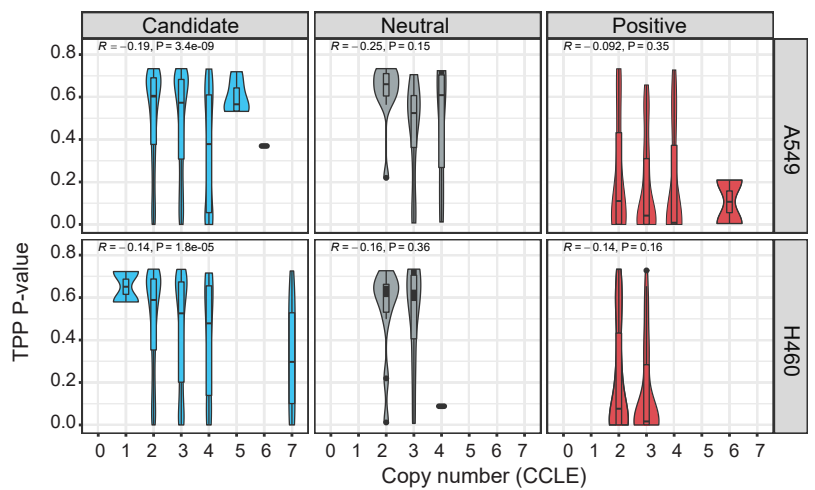 Candidate Neutral Positive
R = −0.19, P = 3.4e-09 R = −0.25, P = 0.15 R = −0.092, P = 0.35
0.8
0.6
0.4
0.2
0.0
A549
R = −0.14, P = 1.8e-05 R = −0.16, P = 0.36 R = −0.14, P = 0.16
0.8
0.6
0.4
0.2
0.0
H460
TPP P-value
0 1 2 3 4 5 6 7 0 1 2 3 4 5 6 7 0 1 2 3 4 5 6 7
Copy number (CCLE)